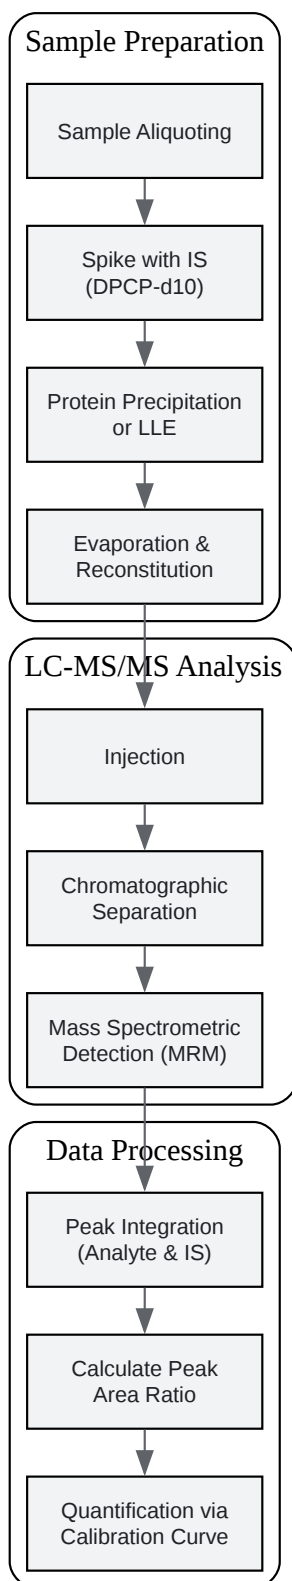 Sample Preparation
Sample Aliquoting
Spike with IS
(DPCP-d10)
Protein Precipitation
or LLE
Evaporation &
Reconstitution
LC-MS/MS Analysis
Injection
Chromatographic
Separation
Mass Spectrometric
Detection (MRM)
Data Processing
Peak Integration
(Analyte & IS)
Calculate Peak
Area Ratio
Quantification via
Calibration Curve